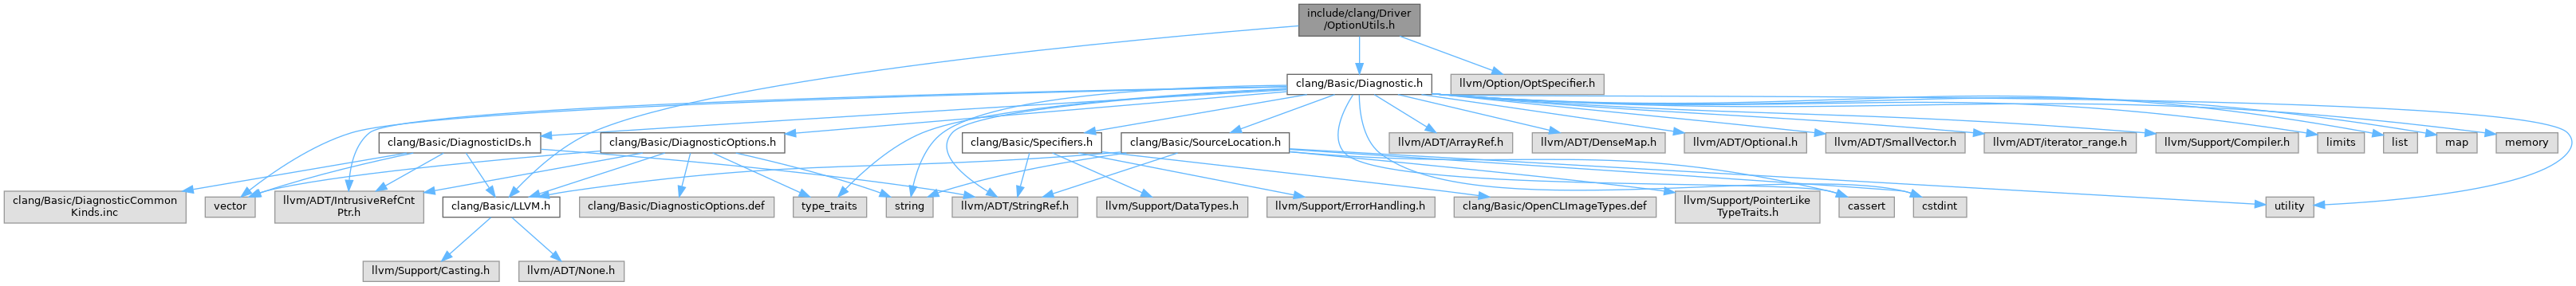 include/clang/Driver
/OptionUtils.h
clang/Basic/Diagnostic.h
llvm/Option/OptSpecifier.h
clang/Basic/DiagnosticIDs.h
clang/Basic/DiagnosticOptions.h
clang/Basic/Specifiers.h
clang/Basic/SourceLocation.h
llvm/ADT/ArrayRef.h
llvm/ADT/DenseMap.h
llvm/ADT/Optional.h
llvm/ADT/SmallVector.h
llvm/ADT/iterator_range.h
llvm/Support/Compiler.h
limits
list
map
memory
clang/Basic/DiagnosticCommon
Kinds.inc
vector
llvm/ADT/IntrusiveRefCnt
Ptr.h
clang/Basic/LLVM.h
clang/Basic/DiagnosticOptions.def
type_traits
string
llvm/ADT/StringRef.h
llvm/Support/DataTypes.h
llvm/Support/ErrorHandling.h
clang/Basic/OpenCLImageTypes.def
llvm/Support/PointerLike
TypeTraits.h
cassert
cstdint
utility
llvm/Support/Casting.h
llvm/ADT/None.h